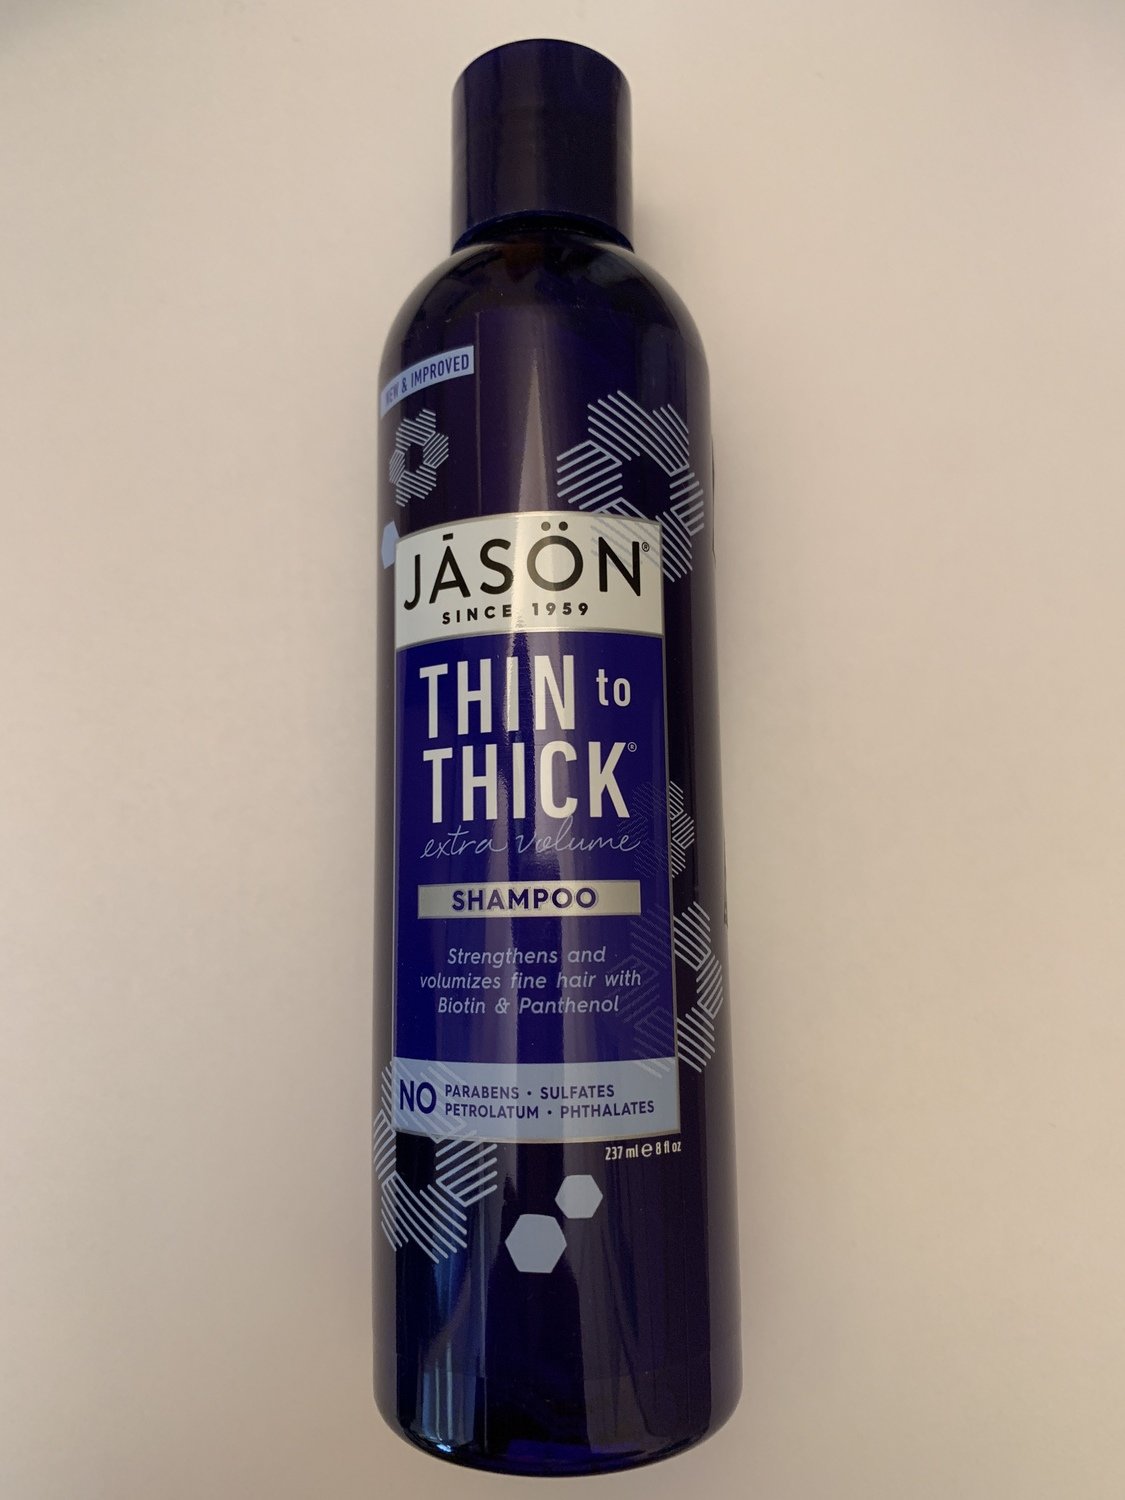 NEW & IMPROVED
JĀSÖN®
SINCE 1959
THIN to
THICK®
extra volume
SHAMPOO
Strengthens and
volumizes fine hair with
Biotin & Panthenol
NO PARABENS • SULFATES
PETROLATUM • PHTHALATES
237 ml ℮ 8 fl oz